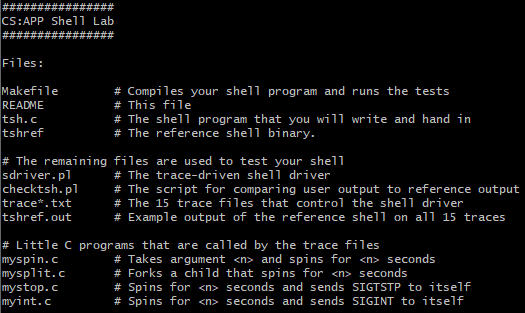 ################
CS:APP Shell Lab
################
Files:
Makefile # Compiles your shell program and runs the tests
README # This file
tsh.c # The shell program that you will write and hand in
tshref # The reference shell binary.
# The remaining files are used to test your shell
sdriver.pl # The trace-driven shell driver
checktsh.pl # The script for comparing user output to reference output
trace*.txt # The 15 trace files that control the shell driver
tshref.out # Example output of the reference shell on all 15 traces
# Little C programs that are called by the trace files
myspin.c # Takes argument <n> and spins for <n> seconds
mysplit.c # Forks a child that spins for <n> seconds
mystop.c # Spins for <n> seconds and sends SIGTSTP to itself
myint.c # Spins for <n> seconds and sends SIGINT to itself